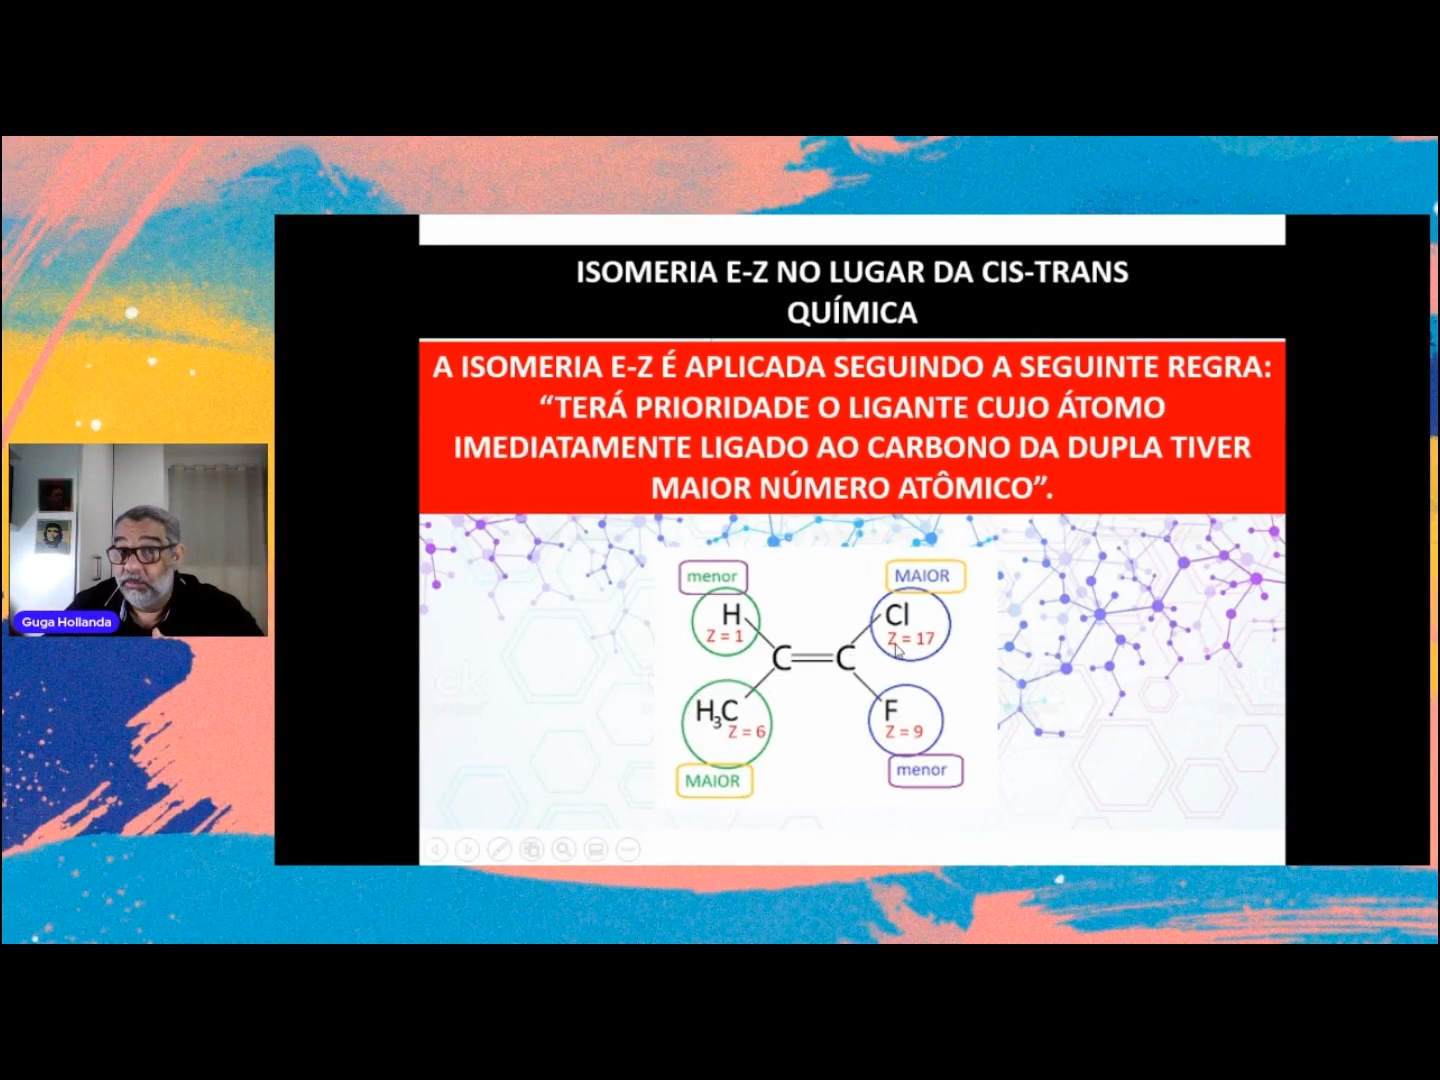 ISOMERIA E-Z NO LUGAR DA CIS-TRANS
QUÍMICA
A ISOMERIA E-Z É APLICADA SEGUINDO A SEGUINTE REGRA:
“TERÁ PRIORIDADE O LIGANTE CUJO ÁTOMO
IMEDIATAMENTE LIGADO AO CARBONO DA DUPLA TIVER
MAIOR NÚMERO ATÔMICO”.
menor
MAIOR
H
Cl
Z = 1
Z = 17
C
C
H₃C
F
Z = 6
Z = 9
MAIOR
menor
Guga Hollanda